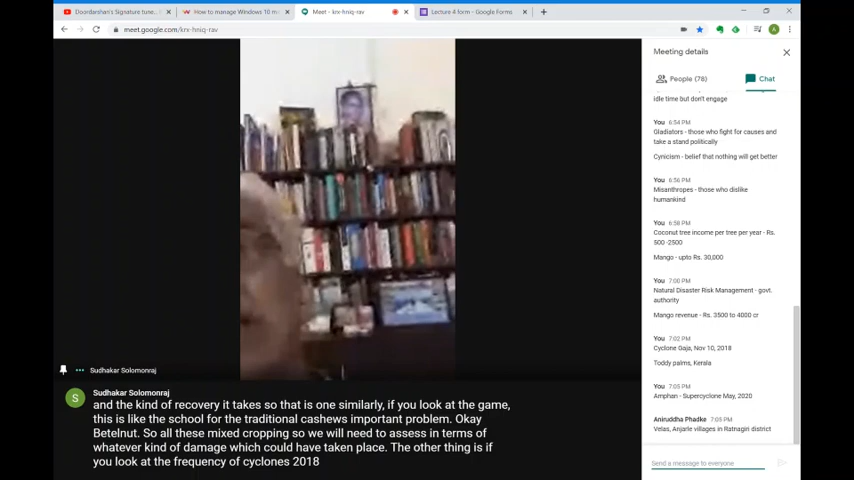 Doordarshan's Signature tune...
How to manage Windows 10 m
Meet - krv-hniq-rav
Lecture 4 form - Google Forms
meet.google.com/krv-hniq-rav
Meeting details
People (78)
Chat
idle time but don't engage
You 6:54 PM
Gladiators - those who fight for causes and
take a stand politically
Cynicism - belief that nothing will get better
You 6:56 PM
Misanthropes - those who dislike
humankind
You 6:58 PM
Coconut tree income per tree per year - Rs.
500 -2500
Mango - upto Rs. 30,000
You 7:00 PM
Natural Disaster Risk Management - govt.
authority
Mango revenue - Rs. 3500 to 4000 cr
You 7:02 PM
Cyclone Gaja, Nov 10, 2018
Toddy palms, Kerala
You 7:05 PM
Amphan - Supercyclone May, 2020
Aniruddha Phadke 7:09 PM
Velas, Anjarle villages in Ratnagiri district
Send a message to everyone
Sudhakar Solomonraj
S
Sudhakar Solomonraj
and the kind of recovery it takes so that is one similarly, if you look at the game,
this is like the school for the traditional cashews important problem. Okay
Betelnut. So all these mixed cropping so we will need to assess in terms of
whatever kind of damage which could have taken place. The other thing is if
you look at the frequency of cyclones 2018